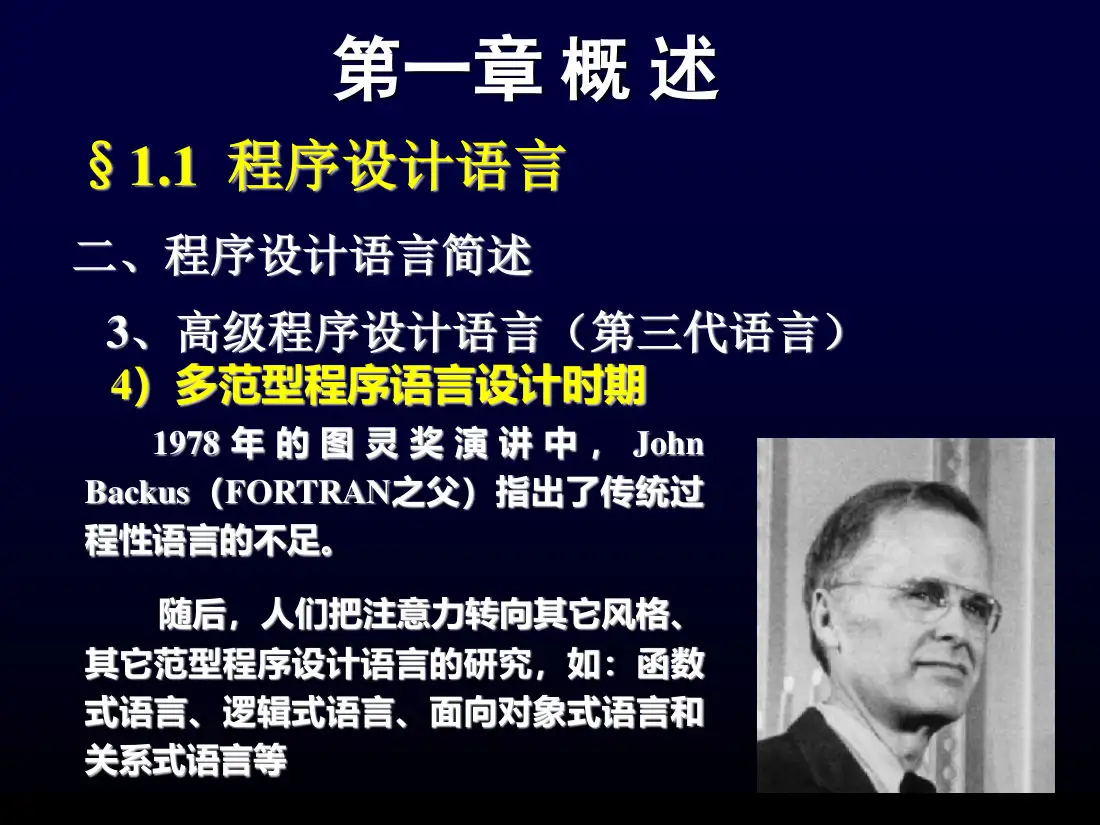 第一章 概 述
§1.1 程序设计语言
二、程序设计语言简述
3、高级程序设计语言（第三代语言）
4）多范型程序语言设计时期
1978 年 的 图 灵 奖 演 讲 中 ， John
Backus（FORTRAN之父）指出了传统过
程性语言的不足。
随后，人们把注意力转向其它风格、
其它范型程序设计语言的研究，如：函数
式语言、逻辑式语言、面向对象式语言和
关系式语言等